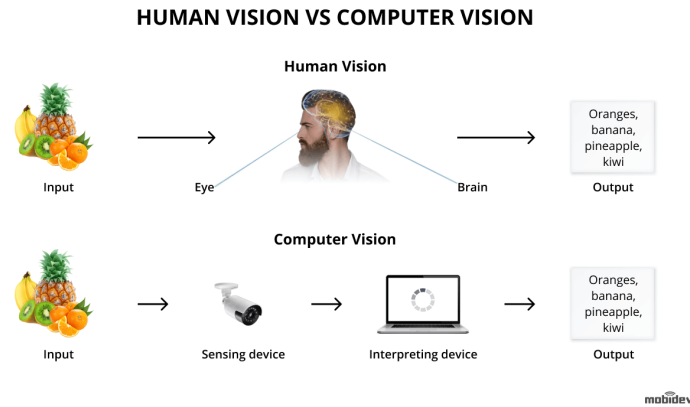 HUMAN VISION VS COMPUTER VISION
Human Vision
Oranges,
banana,
pineapple,
kiwi
Input
Eye
Brain
Output
Computer Vision
Oranges,
banana,
pineapple,
kiwi
Input
Sensing device
Interpreting device
Output
mobidev